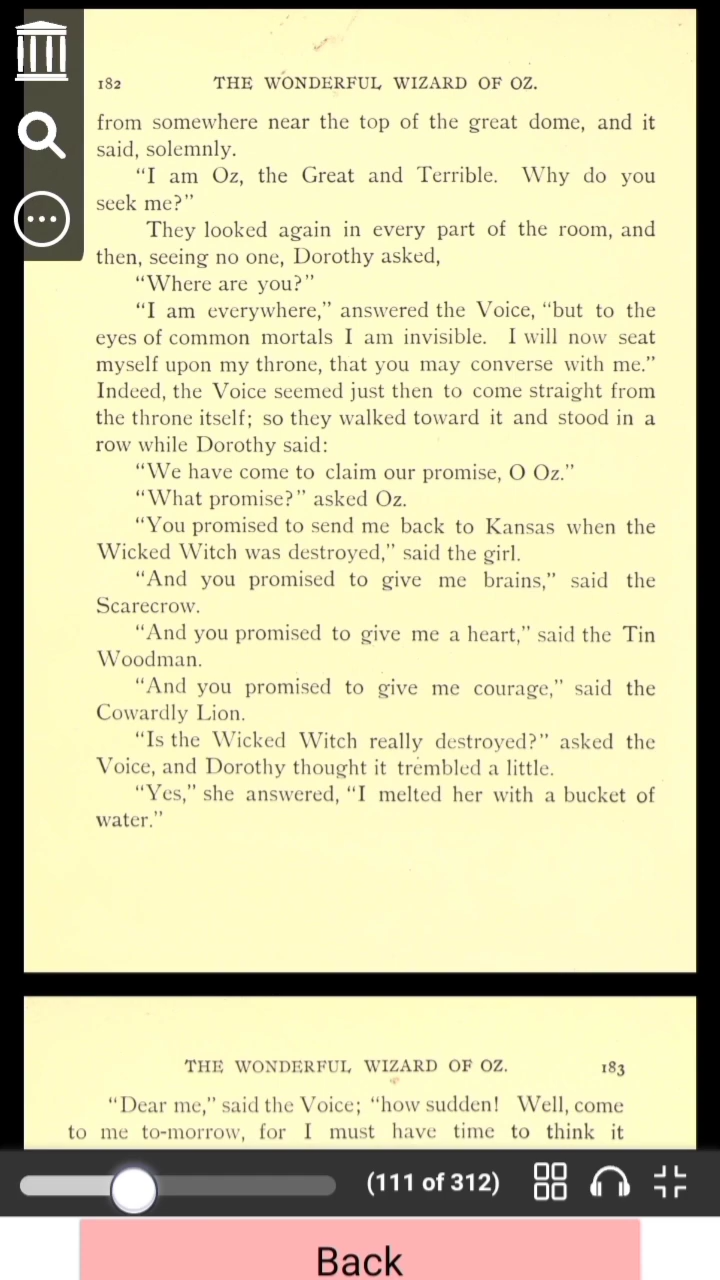 182 THE WONDERFUL WIZARD OF OZ.
from somewhere near the top of the great dome, and it
said, solemnly.
“I am Oz, the Great and Terrible. Why do you
seek me?”
They looked again in every part of the room, and
then, seeing no one, Dorothy asked,
“Where are you?”
“I am everywhere,” answered the Voice, “but to the
eyes of common mortals I am invisible. I will now seat
myself upon my throne, that you may converse with me.”
Indeed, the Voice seemed just then to come straight from
the throne itself; so they walked toward it and stood in a
row while Dorothy said:
“We have come to claim our promise, O Oz.”
“What promise?” asked Oz.
“You promised to send me back to Kansas when the
Wicked Witch was destroyed,” said the girl.
“And you promised to give me brains,” said the
Scarecrow.
“And you promised to give me a heart,” said the Tin
Woodman.
“And you promised to give me courage,” said the
Cowardly Lion.
“Is the Wicked Witch really destroyed?” asked the
Voice, and Dorothy thought it trembled a little.
“Yes,” she answered, “I melted her with a bucket of
water.”
THE WONDERFUL WIZARD OF OZ. 183
“Dear me,” said the Voice; “how sudden! Well, come
to me to-morrow, for I must have time to think it
(111 of 312)
Back